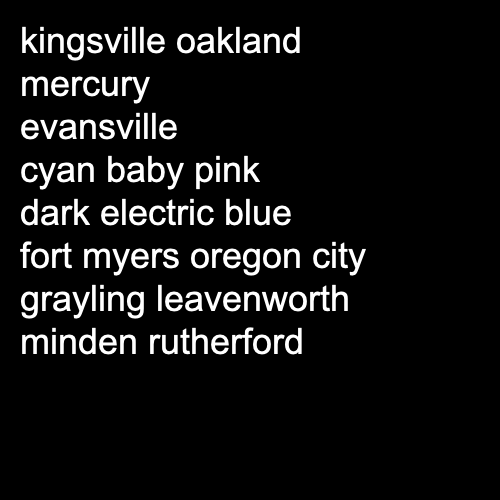 kingsville oakland
mercury
evansville
cyan baby pink
dark electric blue
fort myers oregon city
grayling leavenworth
minden rutherford